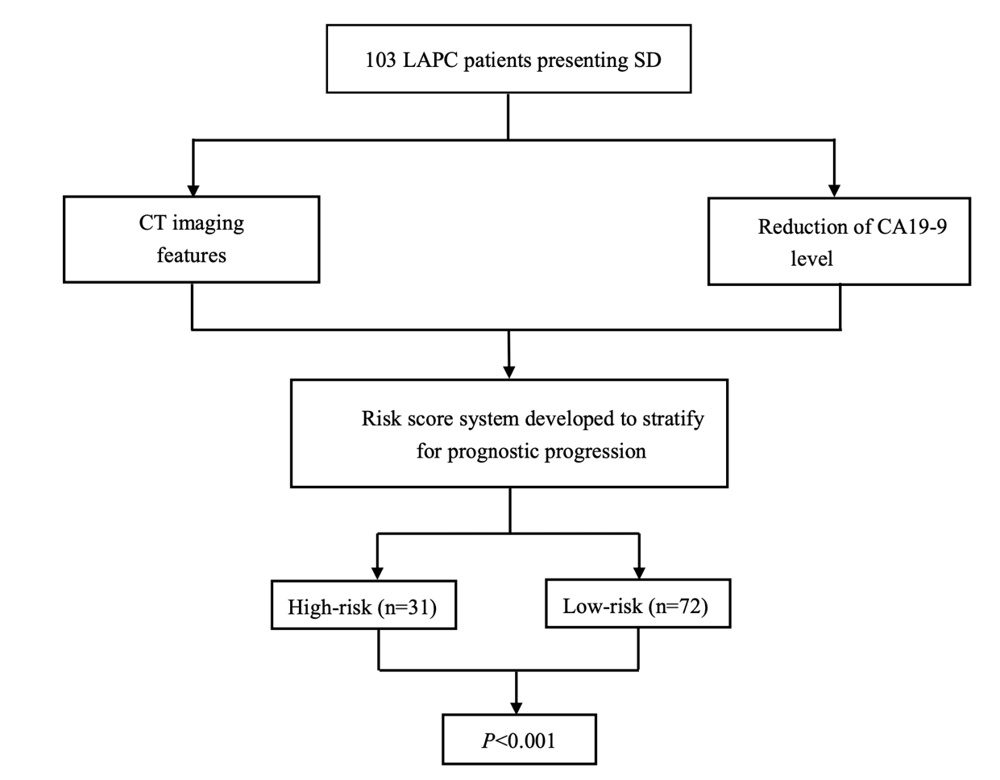 103 LAPC patients presenting SD
CT imaging
features
Reduction of CA19-9
level
Risk score system developed to stratify
for prognostic progression
High-risk (n=31)
Low-risk (n=72)
P<0.001